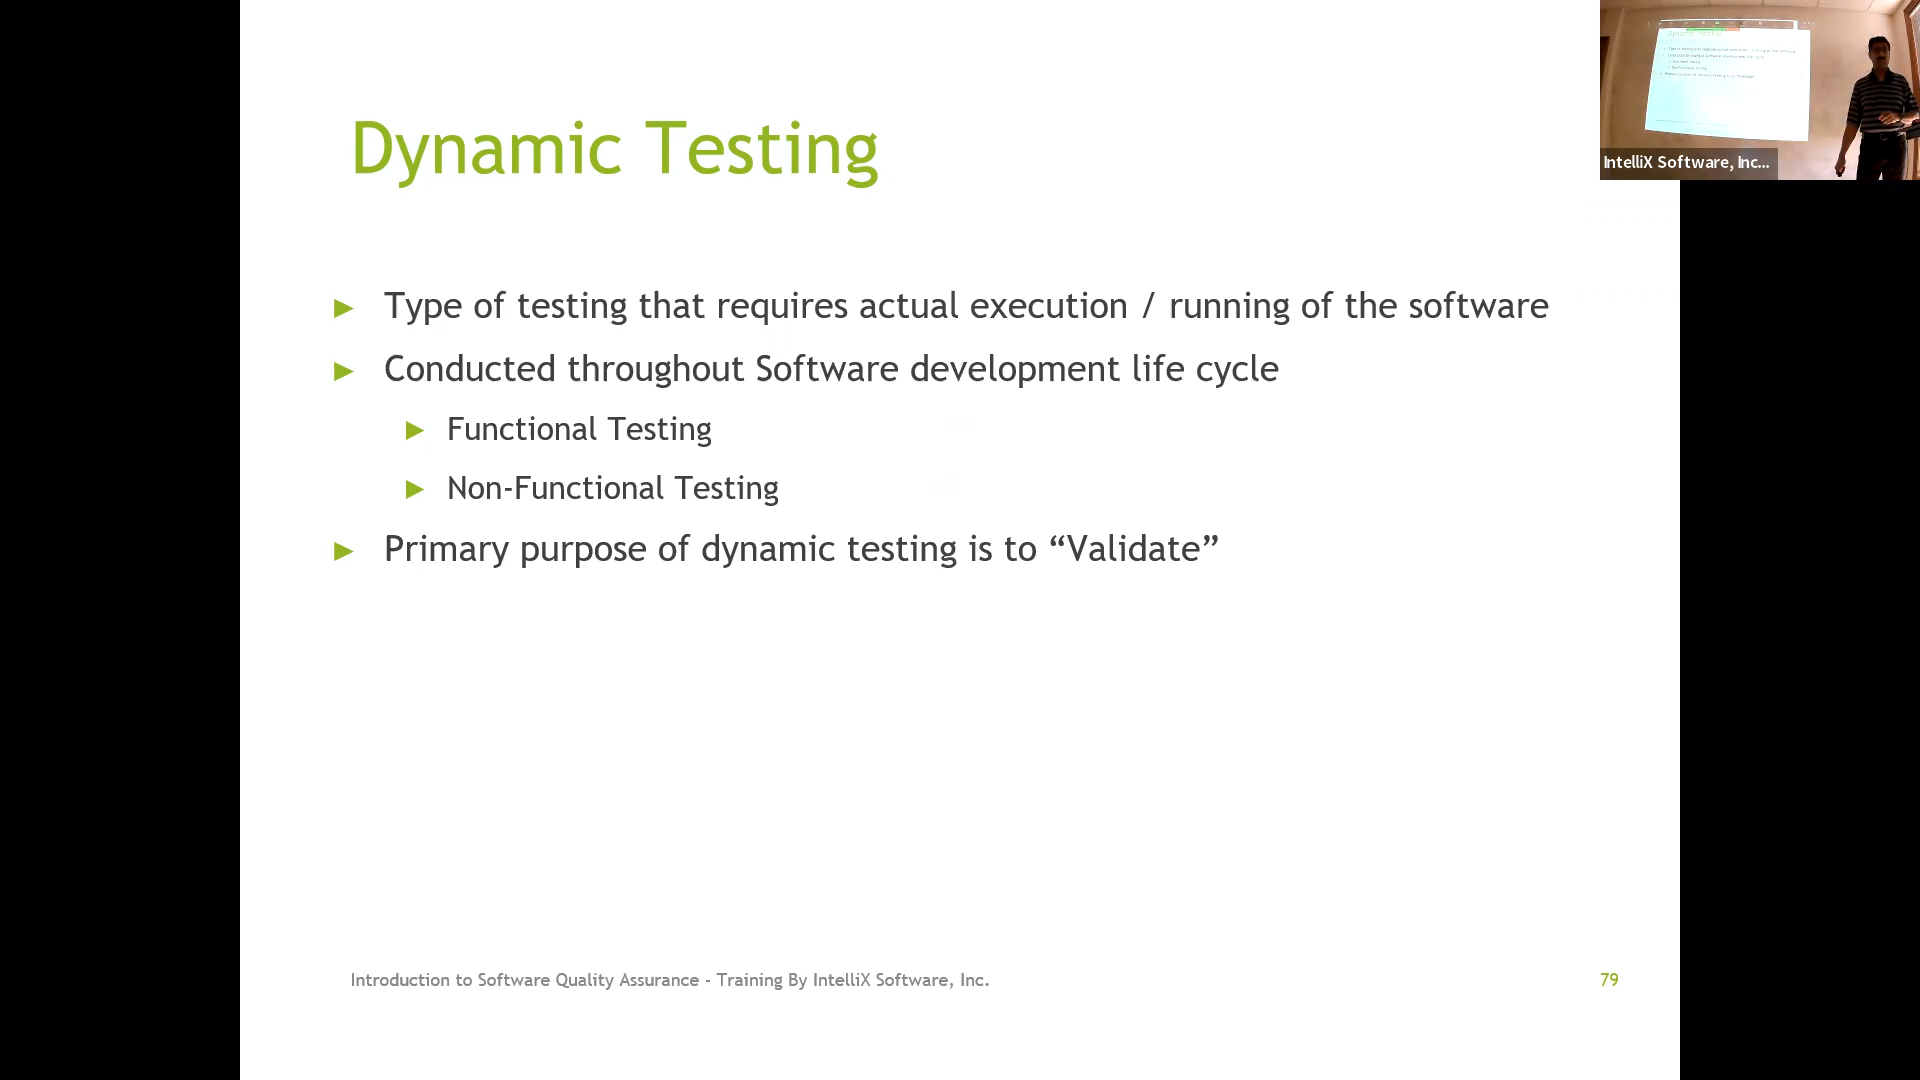 Dynamic Testing
IntelliX Software, Inc...
► Type of testing that requires actual execution / running of the software
► Conducted throughout Software development life cycle
► Functional Testing
► Non-Functional Testing
► Primary purpose of dynamic testing is to “Validate”
Introduction to Software Quality Assurance - Training By IntelliX Software, Inc.
79